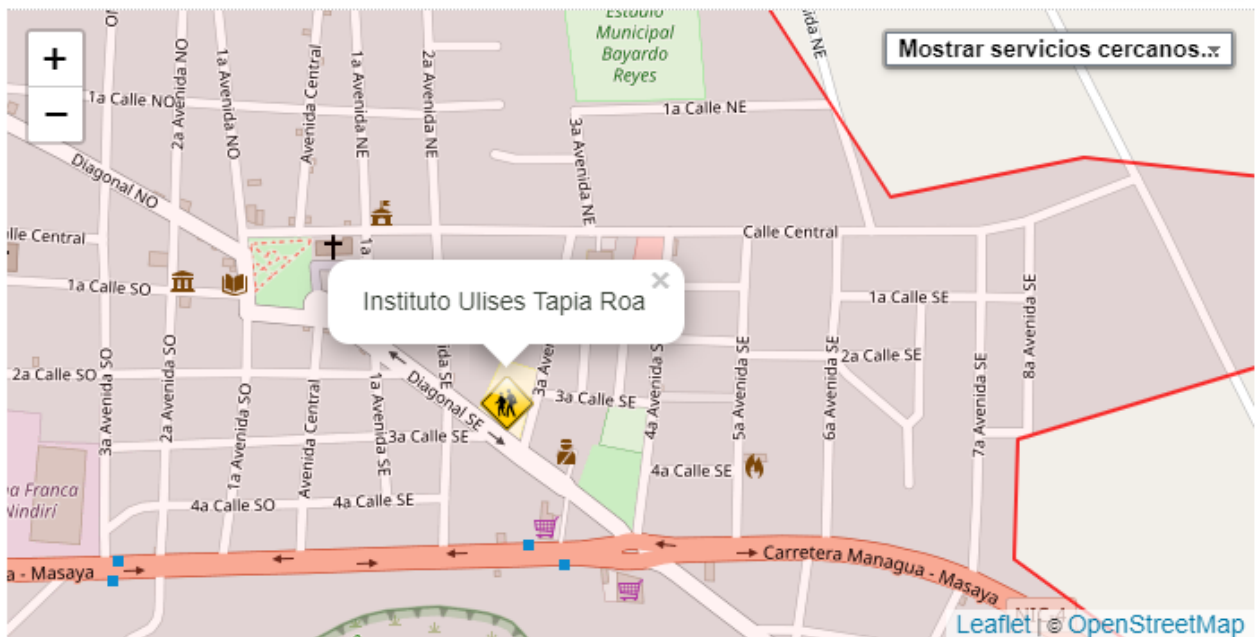 +
−
Mostrar servicios cercanos...
Estadio
Municipal
Bayardo
Reyes
1a Calle NO
2a Avenida NO
1a Avenida NO
Avenida Central
1a Avenida NE
2a Avenida NE
3a Avenida NE
1a Calle NE
Diagonal NO
Calle Central
1a Calle SO
Instituto Ulises Tapia Roa
×
1a Calle SE
8a Avenida SE
2a Calle SE
2a Calle SO
3a Avenida SO
2a Avenida SO
1a Avenida SO
Avenida Central
1a Avenida SE
Diagonal SE
3a Calle SE
3a Calle SE
4a Calle SE
5a Avenida SE
6a Avenida SE
7a Avenida SE
4a Calle SO
4a Calle SE
Carretera Managua - Masaya
a - Masaya
Leaflet | © OpenStreetMap